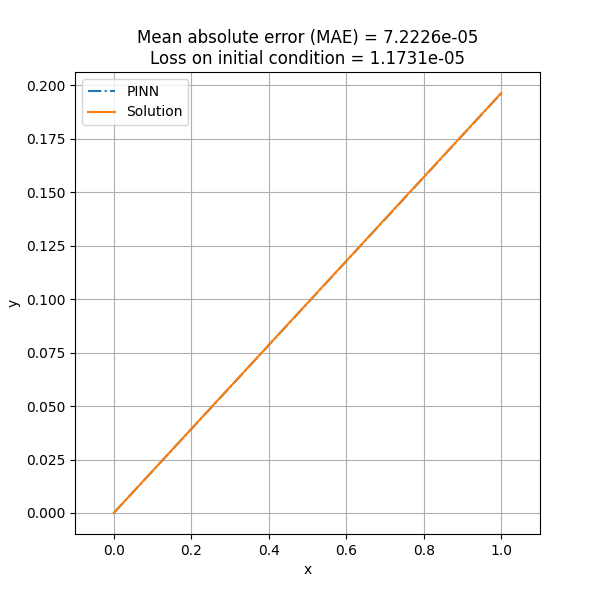 Mean absolute error (MAE) = 7.2226e-05
Loss on initial condition = 1.1731e-05
PINN
Solution
0.200
0.175
0.150
0.125
0.100
0.075
0.050
0.025
0.000
y
0.0 0.2 0.4 0.6 0.8 1.0
x